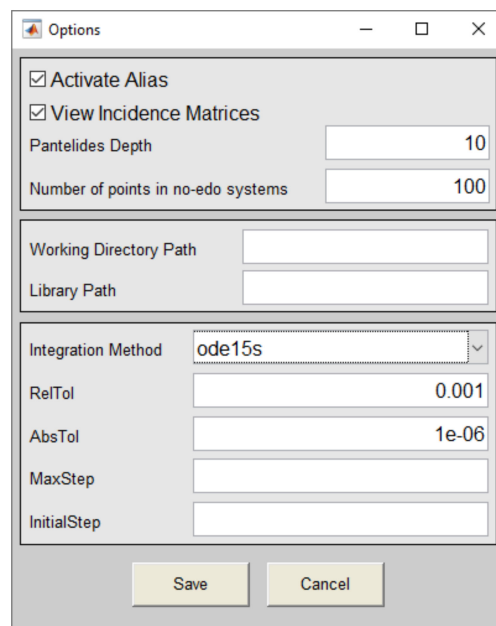 Options
Activate Alias
View Incidence Matrices
Pantelides Depth 10
Number of points in no-edo systems 100
Working Directory Path
Library Path
Integration Method ode15s
RelTol 0.001
AbsTol 1e-06
MaxStep
InitialStep
Save Cancel